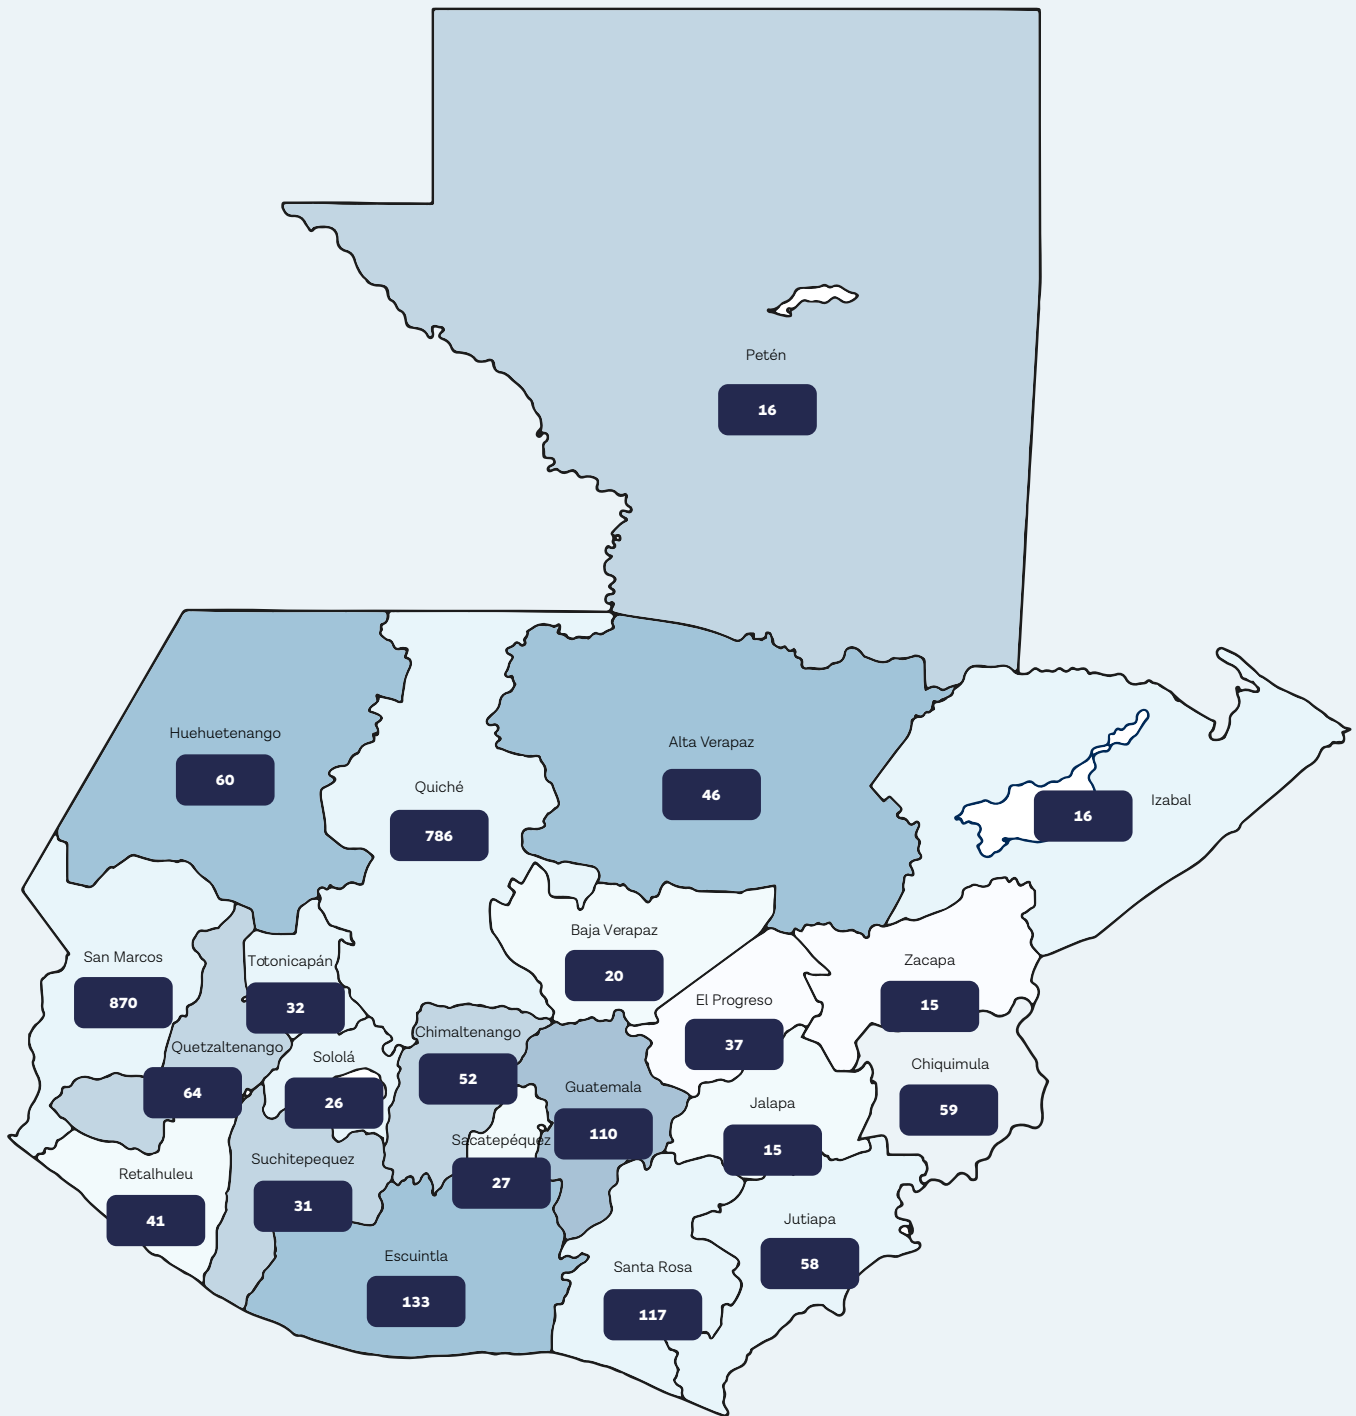 Petén
16
Huehuetenango
60
Alta Verapaz
46
Quiché
786
Izabal
16
San Marcos
870
Totonicapán
32
Baja Verapaz
20
Zacapa
15
El Progreso
37
Quetzaltenango
64
Sololá
26
Chimaltenango
52
Guatemala
110
Chiquimula
59
Jalapa
15
Sacatepéquez
27
Retalhuleu
41
Suchitepequez
31
Escuintla
133
Santa Rosa
117
Jutiapa
58